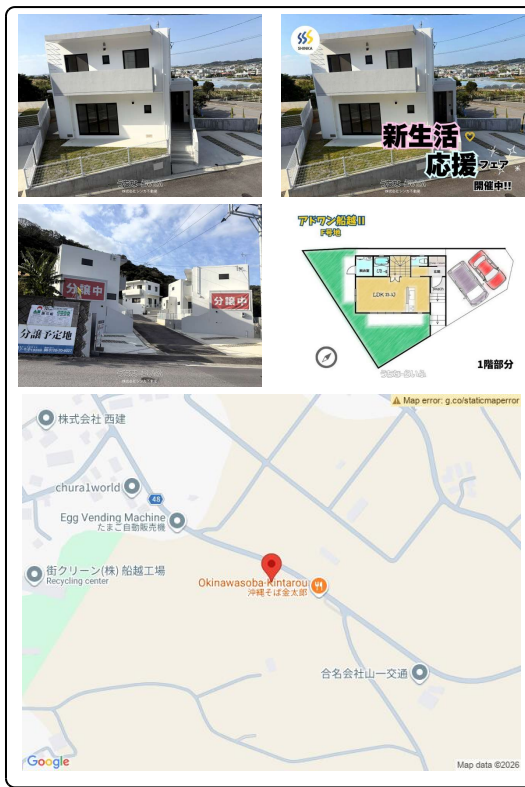 SHINKA
新生活
応援フェア
開催中!!
分譲中
分譲中
分譲予定地
アドワン船越Ⅱ
F号地
1階部分
Map error: g.co/staticmaperror
株式会社 西建
chura1world
48
Egg Vending Machine
たまご自動販売機
街クリーン(株) 船越工場
Recycling center
Okinawasoba-Kintarou
沖縄そば金太郎
合名会社山一交通
Google
Map data ©2026